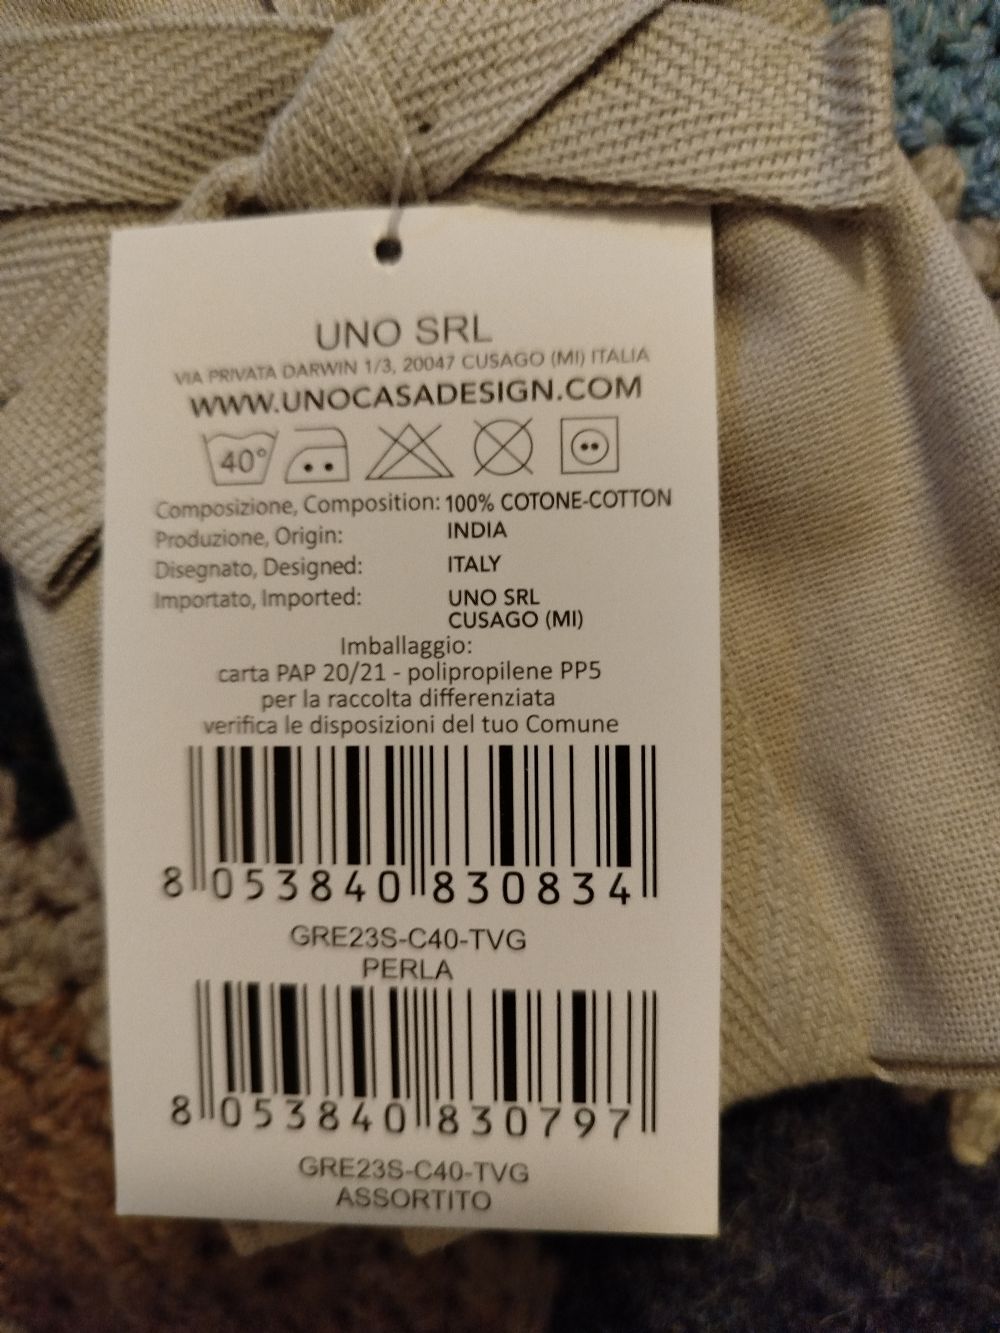 UNO SRL
VIA PRIVATA DARWIN 1/3, 20047 CUSAGO (MI) ITALIA
WWW.UNOCASADESIGN.COM
40°
Composizione, Composition: 100% COTONE-COTTON
Produzione, Origin: INDIA
Disegnato, Designed: ITALY
Importato, Imported: UNO SRL
CUSAGO (MI)
Imballaggio:
carta PAP 20/21 - polipropilene PP5
per la raccolta differenziata
verifica le disposizioni del tuo Comune
8 053840 830834
GRE23S-C40-TVG
PERLA
8 053840 830797
GRE23S-C40-TVG
ASSORTITO